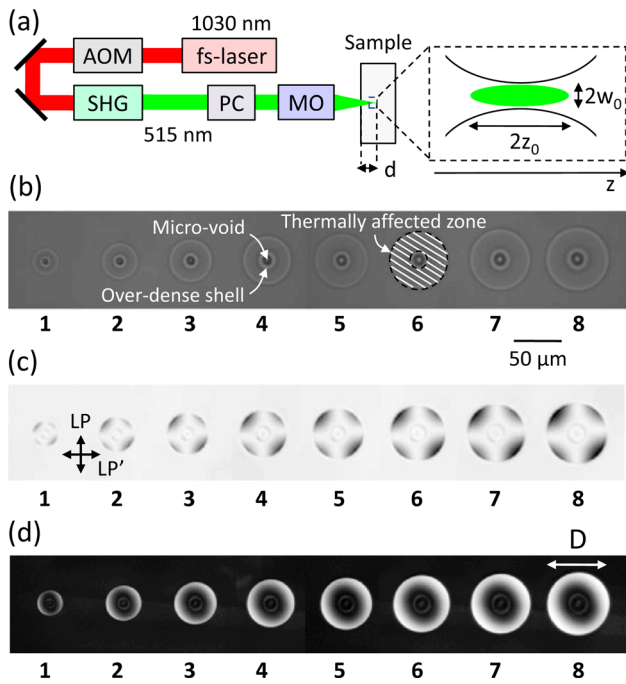 (a)
1030 nm
AOM
fs-laser
Sample
SHG
PC
MO
515 nm
d
2w₀
2z₀
z
(b)
Micro-void
Thermally affected zone
Over-dense shell
1 2 3 4 5 6 7 8
50 μm
(c)
LP
LP'
1 2 3 4 5 6 7 8
(d)
D
1 2 3 4 5 6 7 8